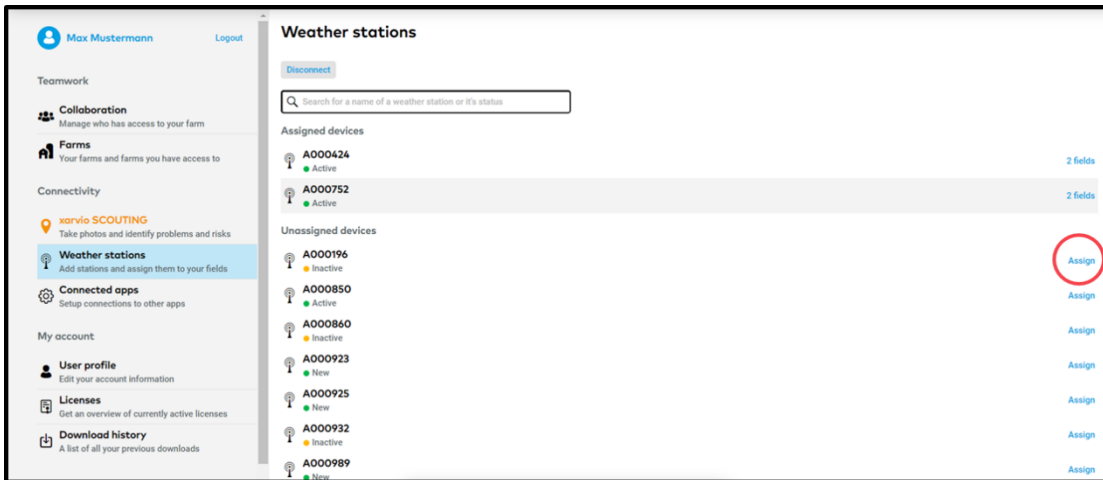 Max Mustermann
Logout
Teamwork
Collaboration
Manage who has access to your farm
Farms
Your farms and farms you have access to
Connectivity
xarvio SCOUTING
Take photos and identify problems and risks
Weather stations
Add stations and assign them to your fields
Connected apps
Setup connections to other apps
My account
User profile
Edit your account information
Licenses
Get an overview of currently active licenses
Download history
A list of all your previous downloads
Weather stations
Disconnect
Search for a name of a weather station or it's status
Assigned devices
A000424
Active
2 fields
A000752
Active
2 fields
Unassigned devices
A000196
Inactive
Assign
A000850
Active
Assign
A000860
Inactive
Assign
A000923
New
Assign
A000925
New
Assign
A000932
Inactive
Assign
A000989
New
Assign